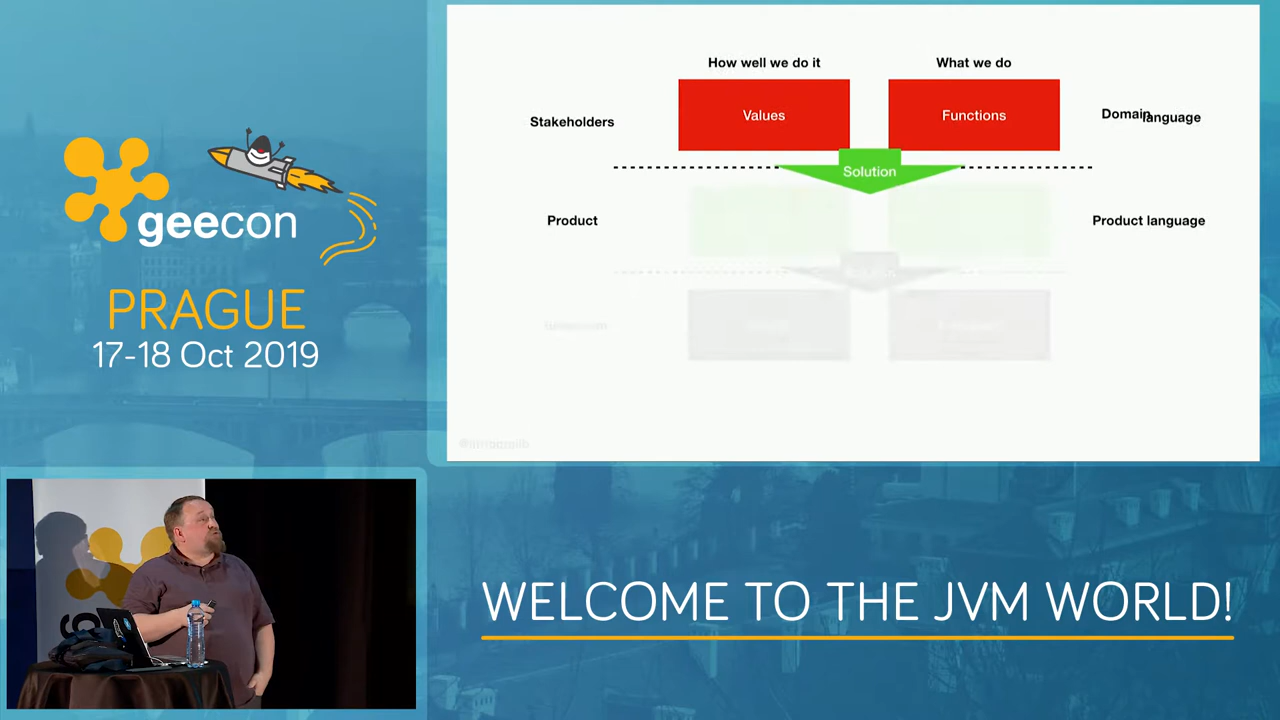 geecon
PRAGUE
17-18 Oct 2019
How well we do it
What we do
Stakeholders
Values
Functions
Domain language
Solution
Product
Product language
WELCOME TO THE JVM WORLD!